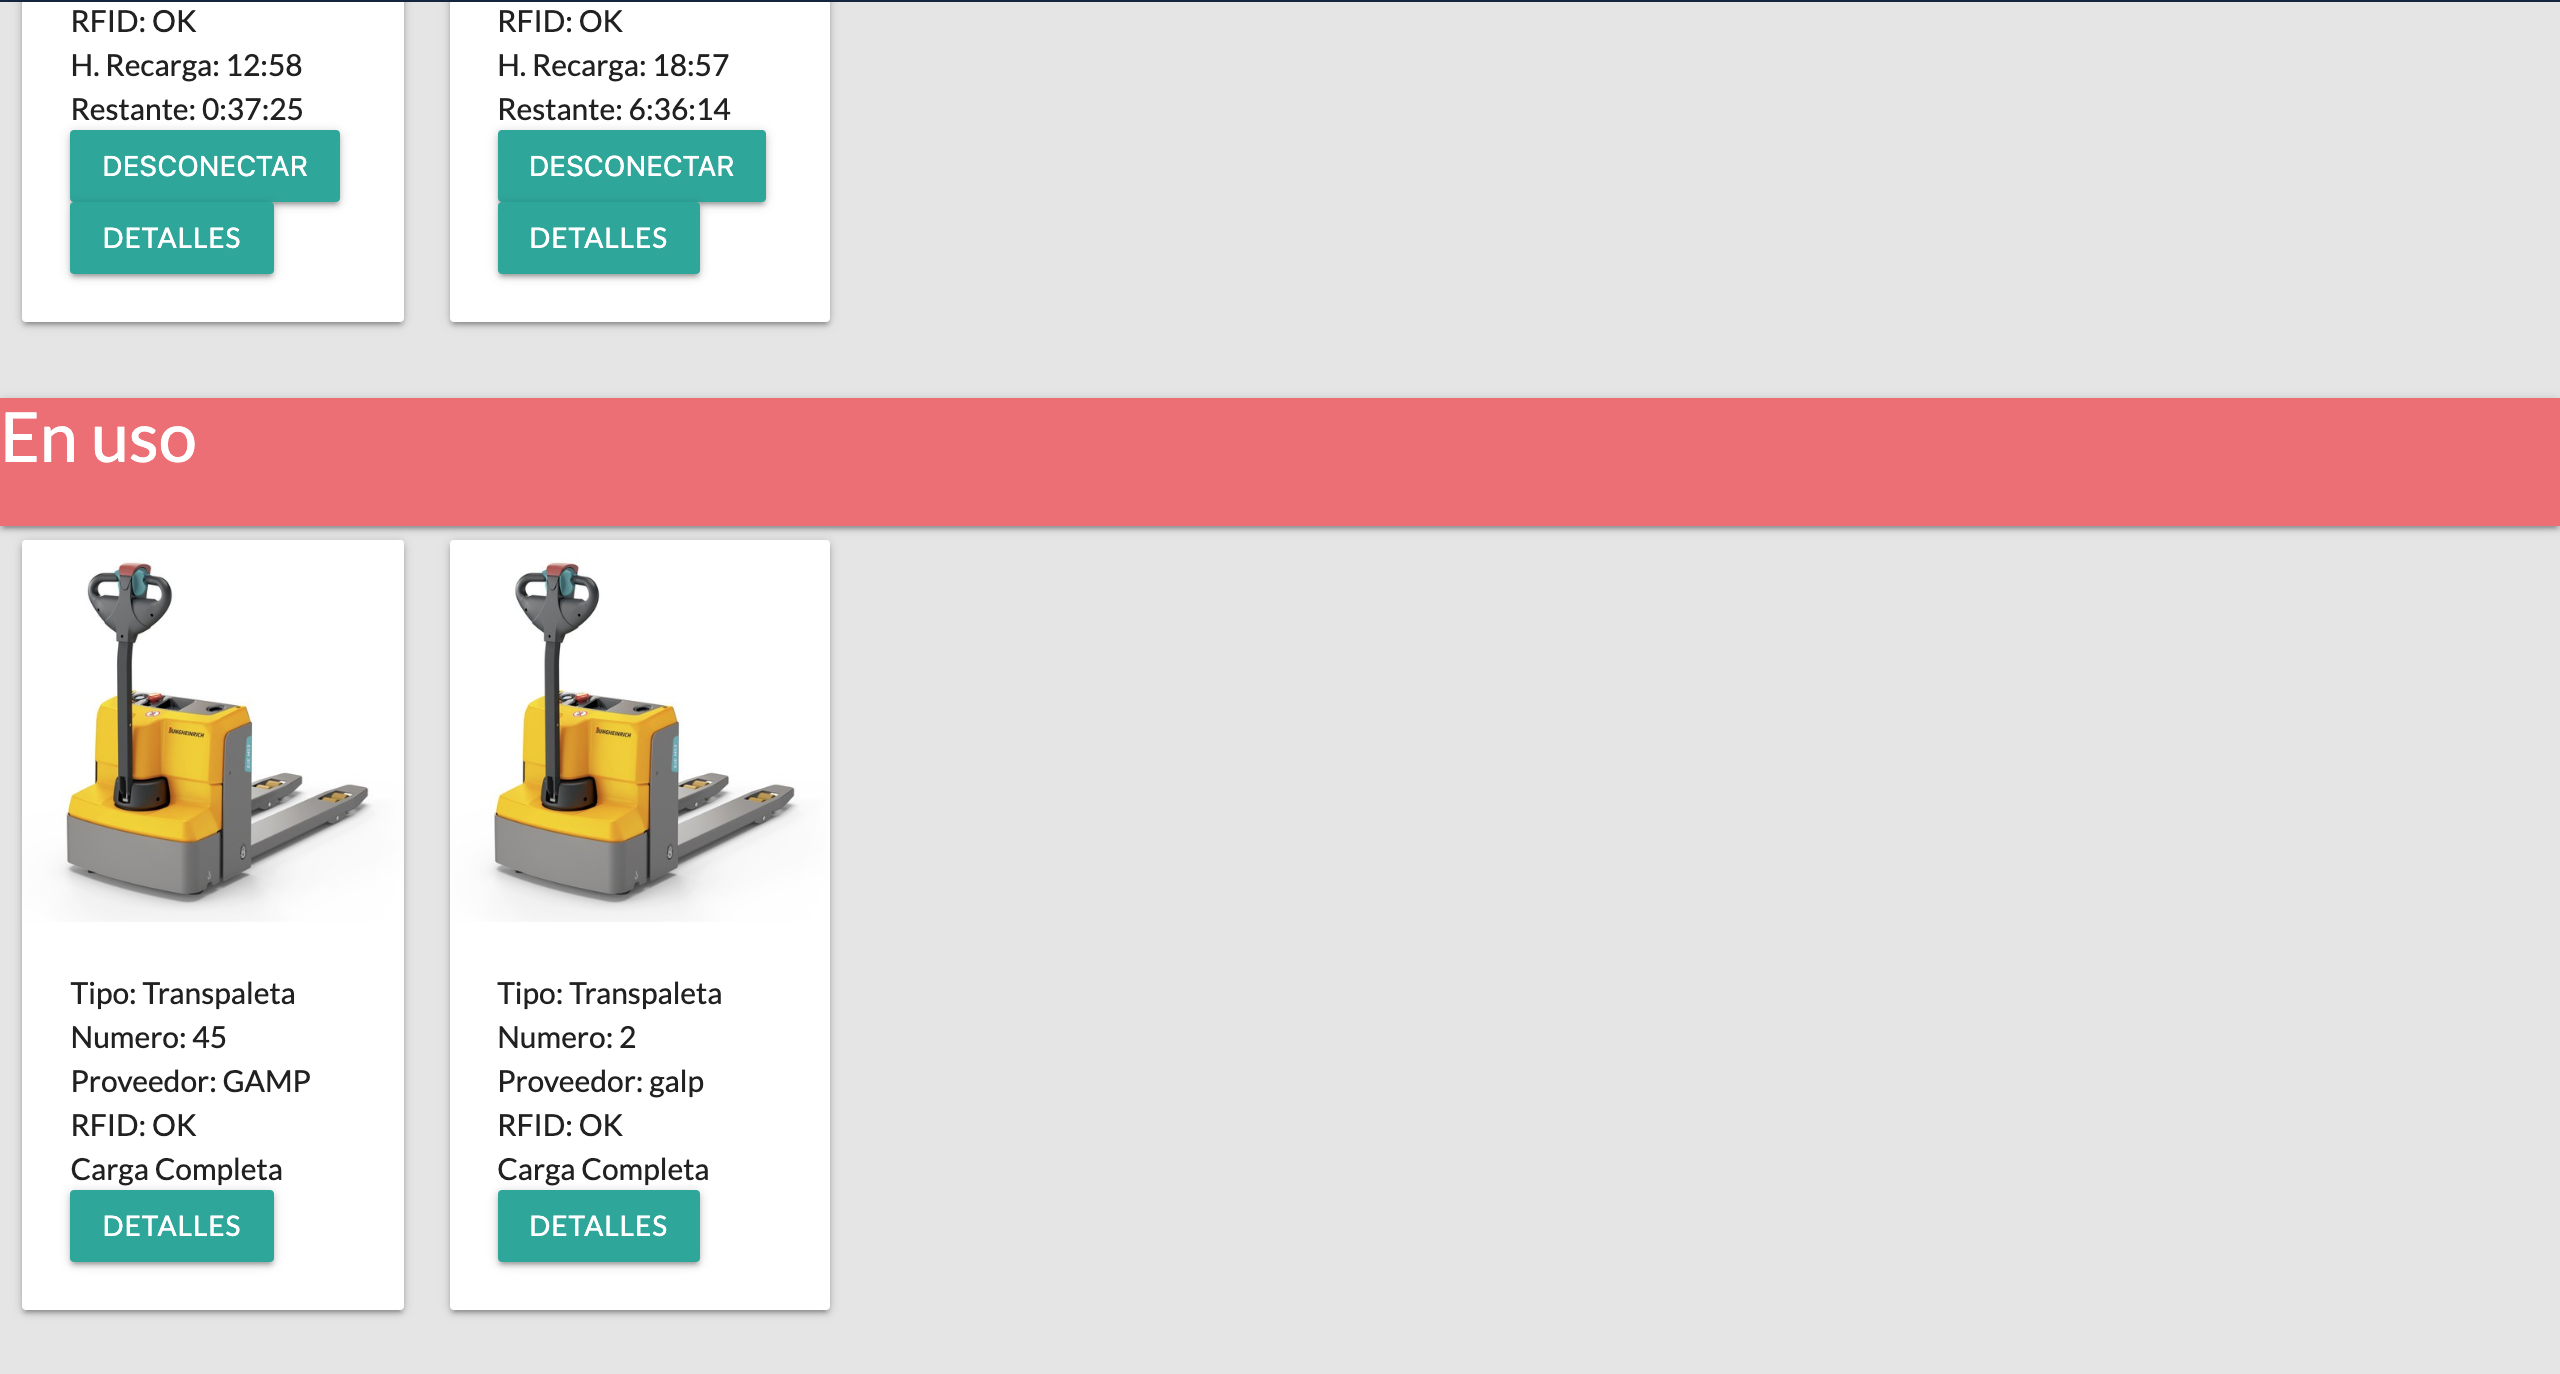 RFID: OK
H. Recarga: 12:58
Restante: 0:37:25
DESCONECTAR
DETALLES
RFID: OK
H. Recarga: 18:57
Restante: 6:36:14
DESCONECTAR
DETALLES
En uso
JUNGHEINRICH
Tipo: Transpaleta
Numero: 45
Proveedor: GAMP
RFID: OK
Carga Completa
DETALLES
JUNGHEINRICH
Tipo: Transpaleta
Numero: 2
Proveedor: galp
RFID: OK
Carga Completa
DETALLES